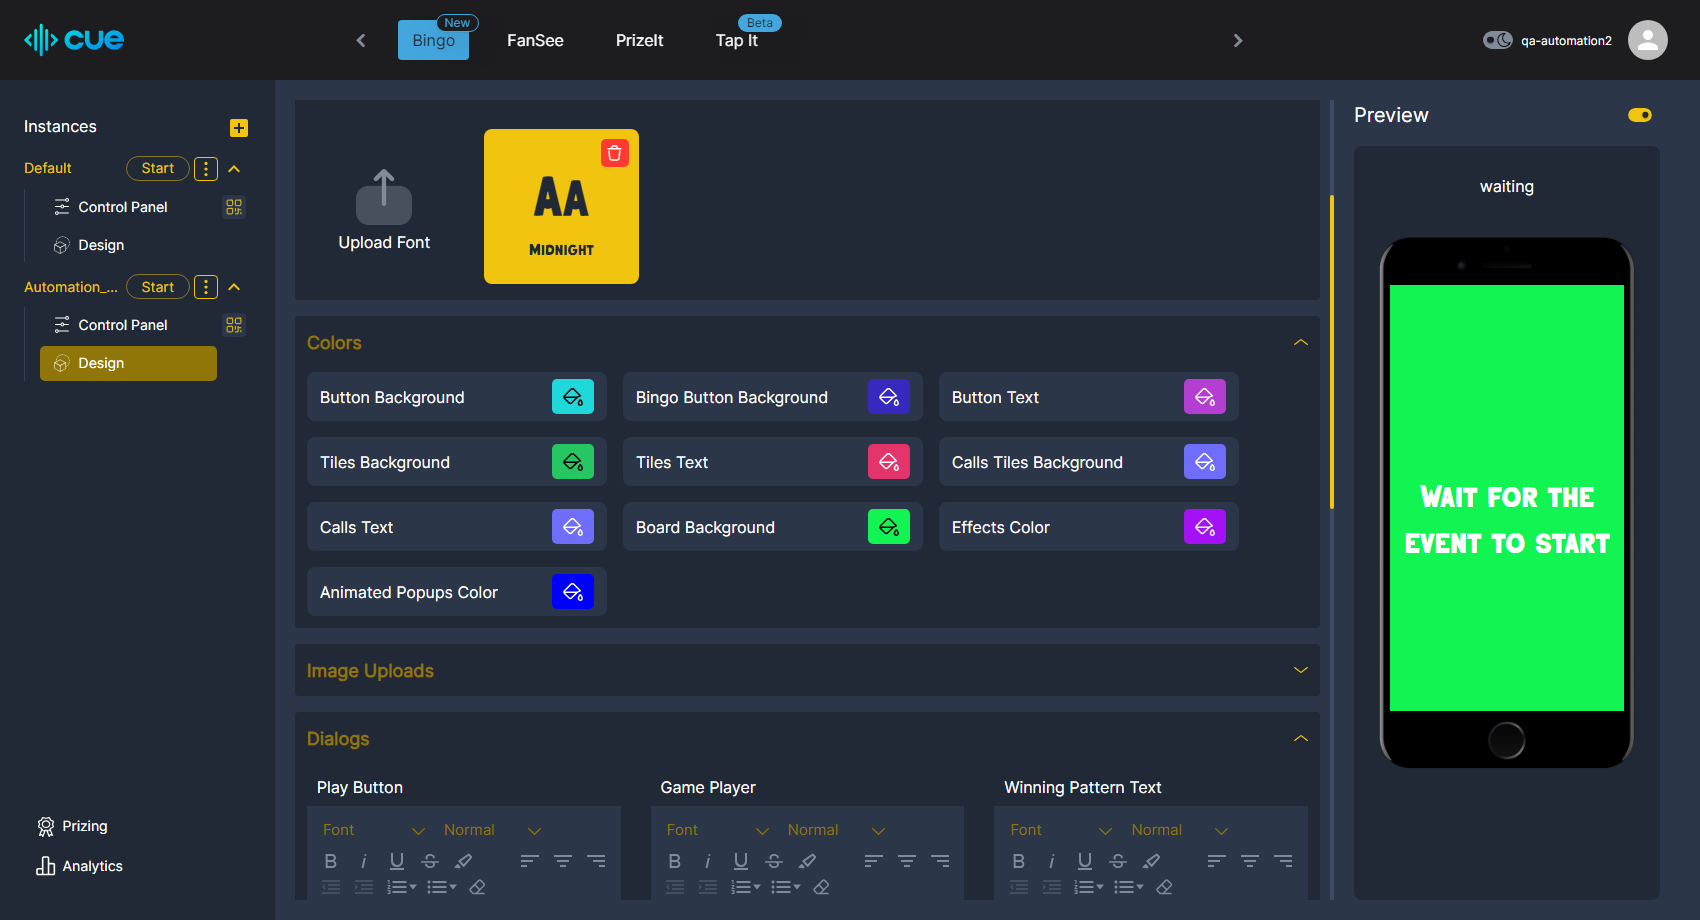 cue
Bingo
New
FanSee
PrizeIt
Tap It
Beta
qa-automation2
Instances
Default
Start
Control Panel
Design
Automation_...
Start
Control Panel
Design
Prizing
Analytics
Upload Font
AA
Midnight
Colors
Button Background
Bingo Button Background
Button Text
Tiles Background
Tiles Text
Calls Tiles Background
Calls Text
Board Background
Effects Color
Animated Popups Color
Image Uploads
Dialogs
Play Button
Game Player
Winning Pattern Text
Font Normal
Font Normal
Font Normal
B i U S
B i U S
B i U S
Preview
waiting
Wait for the
event to start